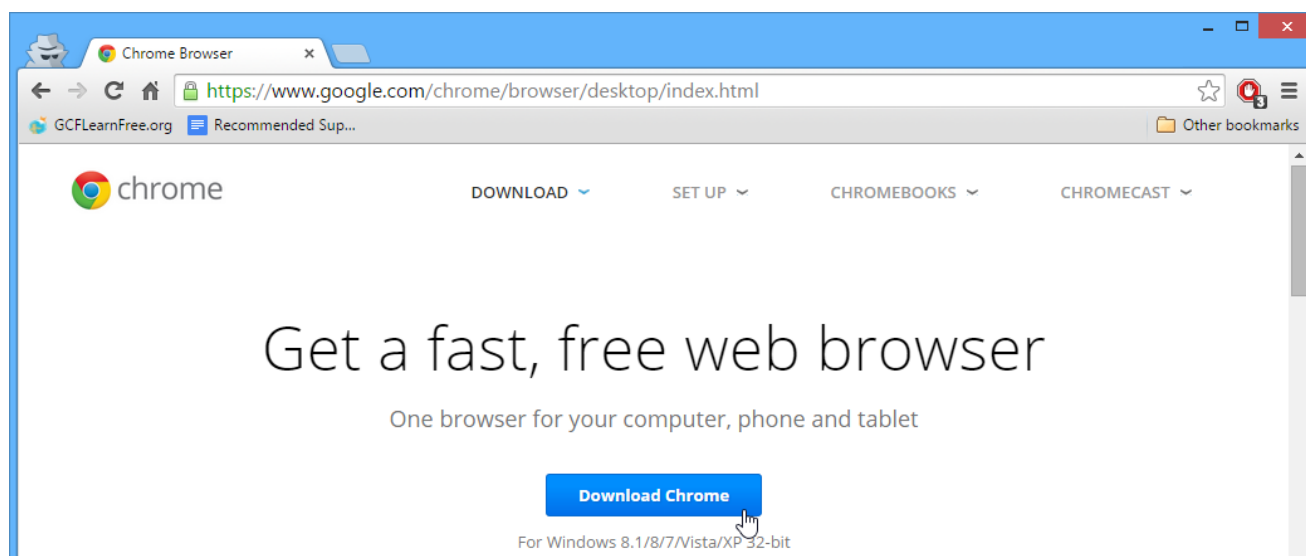 Chrome Browser
https://www.google.com/chrome/browser/desktop/index.html
3
GCFLearnFree.org Recommended Sup... Other bookmarks
chrome DOWNLOAD SET UP CHROMEBOOKS CHROMECAST
Get a fast, free web browser
One browser for your computer, phone and tablet
Download Chrome
For Windows 8.1/8/7/Vista/XP 32-bit